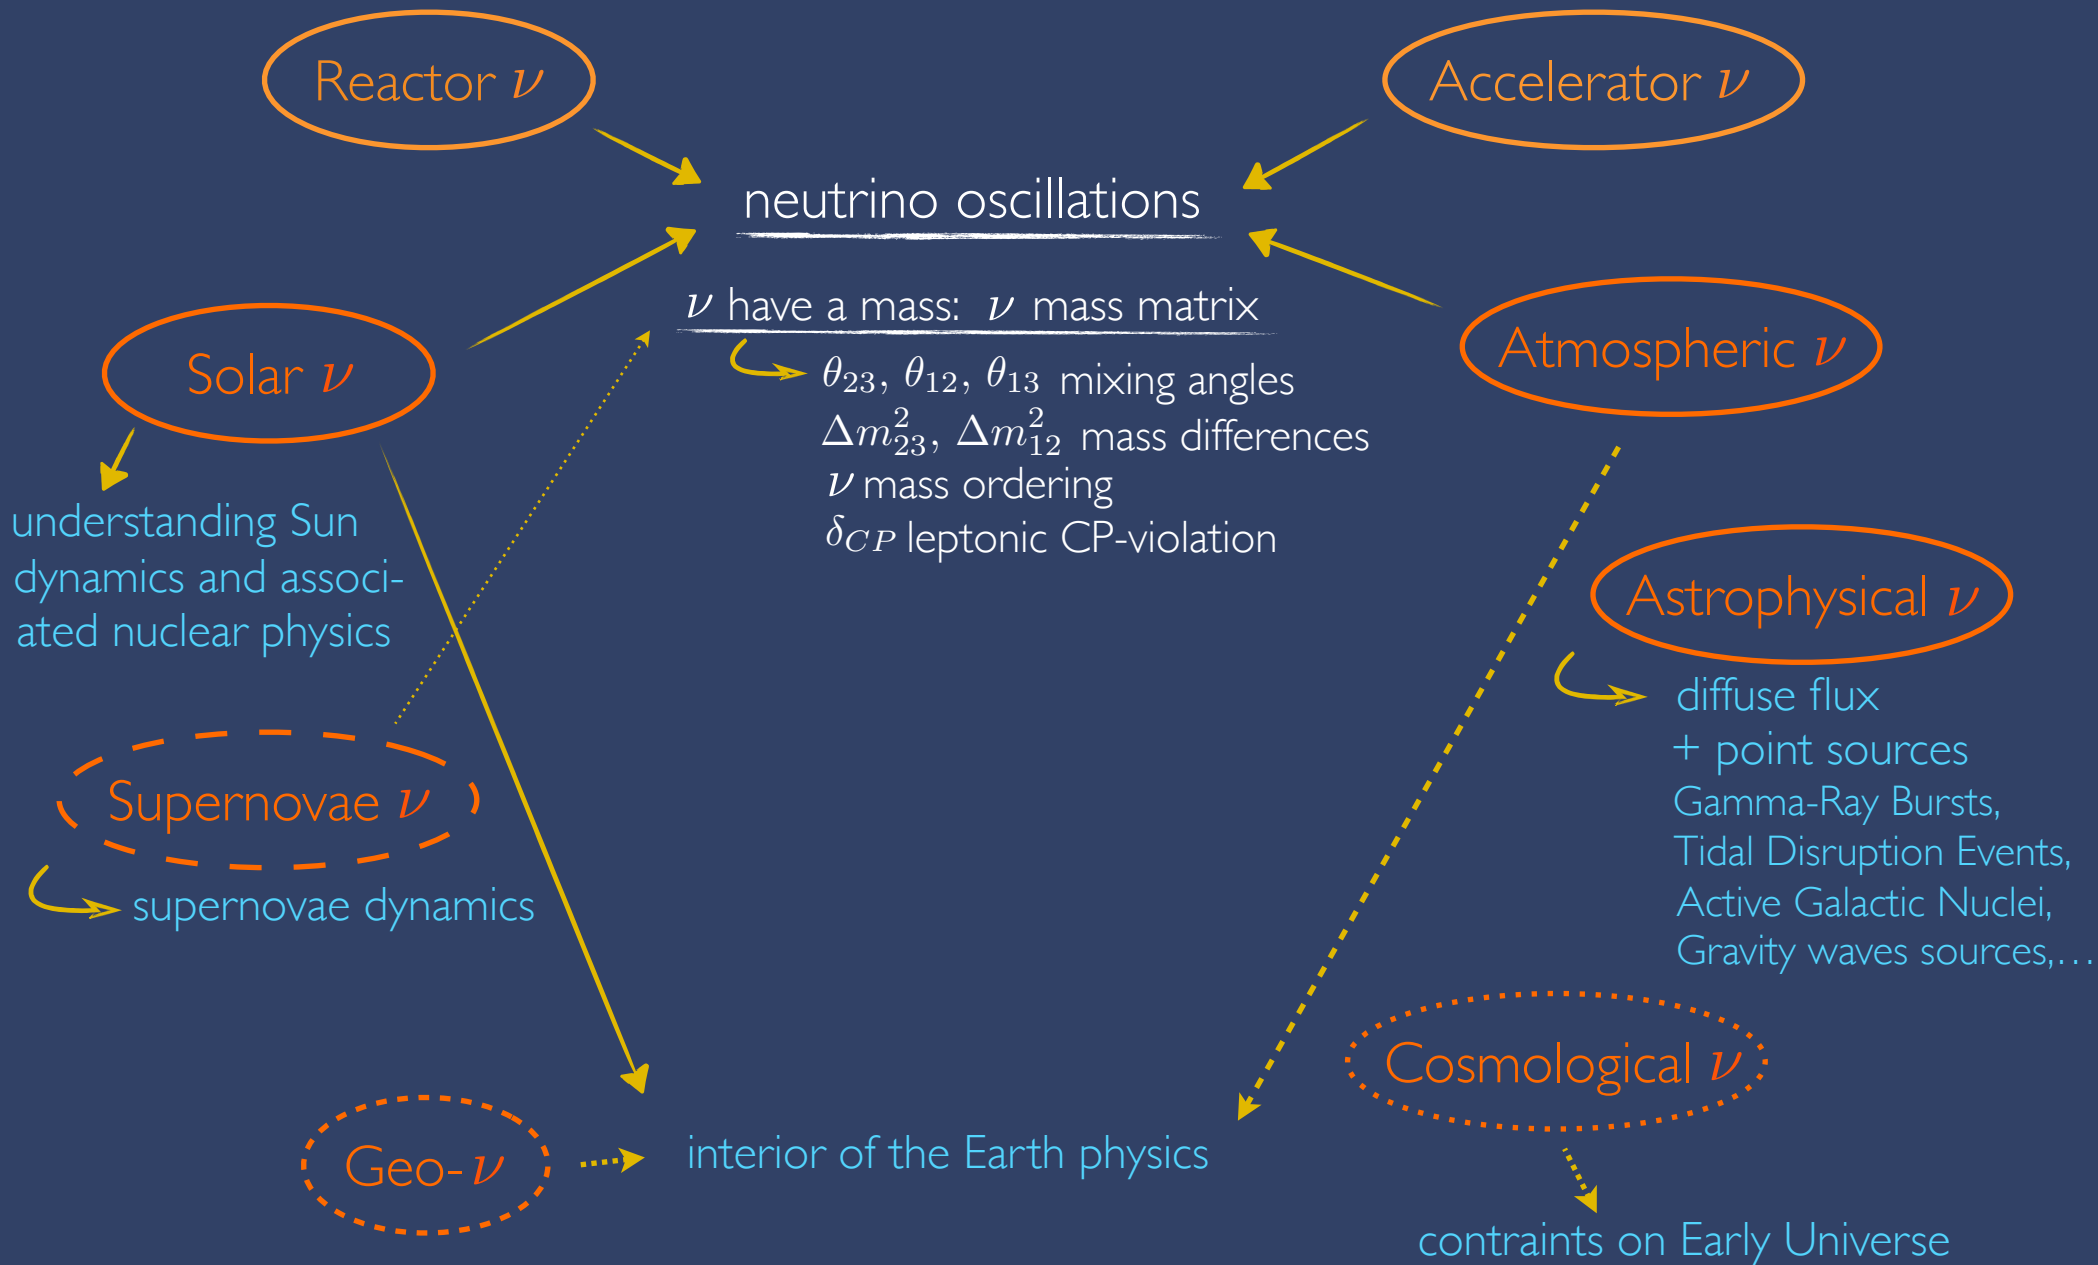 Reactor ν
Accelerator ν
neutrino oscillations
ν have a mass: ν mass matrix
θ₂₃, θ₁₂, θ₁₃ mixing angles
Δm²₂₃, Δm²₁₂ mass differences
ν mass ordering
δCP leptonic CP-violation
Solar ν
understanding Sun
dynamics and associ-
ated nuclear physics
Atmospheric ν
Astrophysical ν
diffuse flux
+ point sources
Gamma-Ray Bursts,
Tidal Disruption Events,
Active Galactic Nuclei,
Gravity waves sources,...
Supernovae ν
supernovae dynamics
Cosmological ν
contraints on Early Universe
Geo-ν
interior of the Earth physics